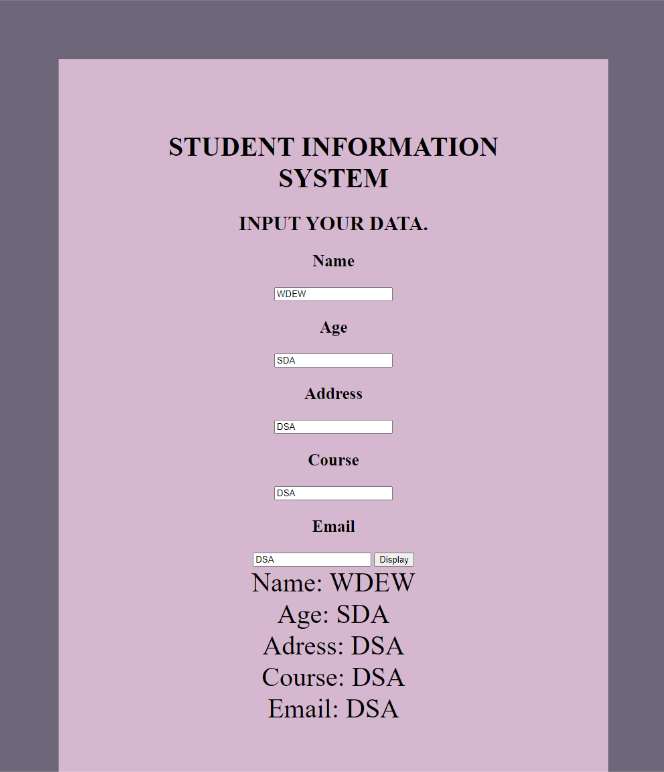 STUDENT INFORMATION
SYSTEM
INPUT YOUR DATA.
Name
WDEW
Age
SDA
Address
DSA
Course
DSA
Email
DSA Display
Name: WDEW
Age: SDA
Adress: DSA
Course: DSA
Email: DSA